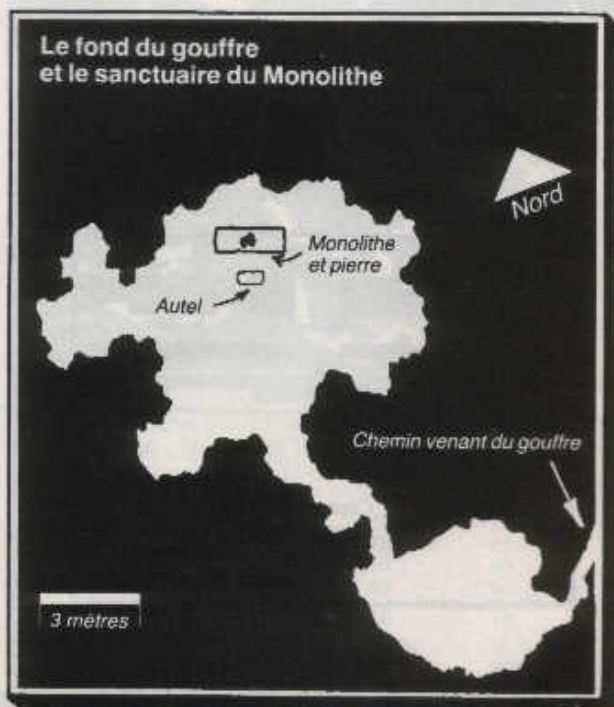 Le fond du gouffre
et le sanctuaire du Monolithe
Nord
Monolithe
et pierre
Autel
Chemin venant du gouffre
3 mètres